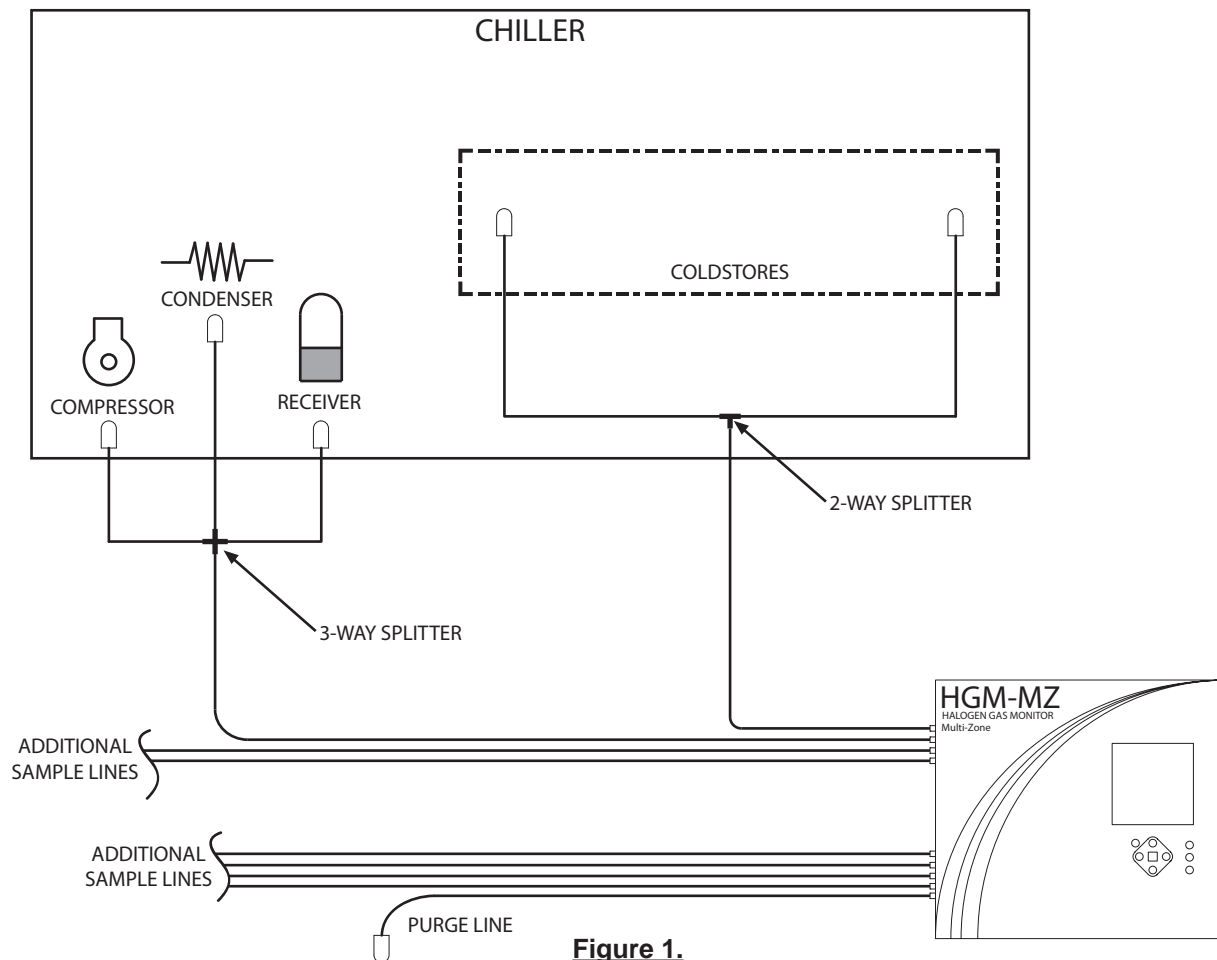 CHILLER
COLDSTORES
CONDENSER
COMPRESSOR
RECEIVER
2-WAY SPLITTER
3-WAY SPLITTER
HGM-MZ
HALOGEN GAS MONITOR
Multi-Zone
ADDITIONAL
SAMPLE LINES
ADDITIONAL
SAMPLE LINES
PURGE LINE
Figure 1.